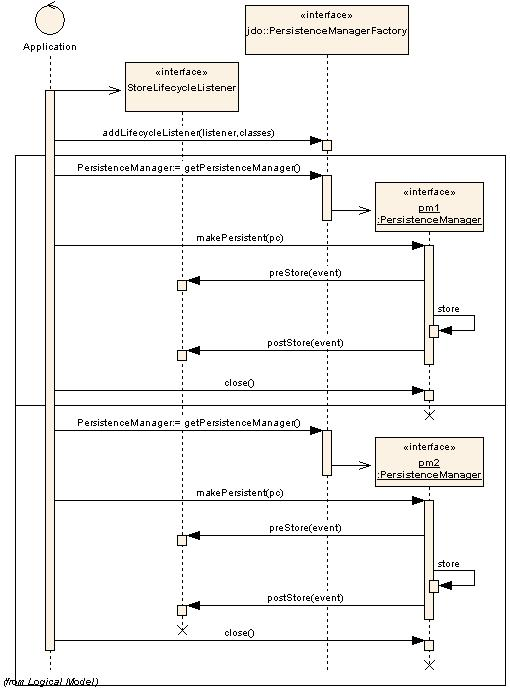 «interface»
jdo::PersistenceManagerFactory
Application
«interface»
StoreLifecycleListener
addLifecycleListener(listener,classes)
PersistenceManager:= getPersistenceManager()
«interface»
pm1
:PersistenceManager
makePersistent(pc)
preStore(event)
store
postStore(event)
close()
PersistenceManager:= getPersistenceManager()
«interface»
pm2
:PersistenceManager
makePersistent(pc)
preStore(event)
store
postStore(event)
close()
(from Logical Model)